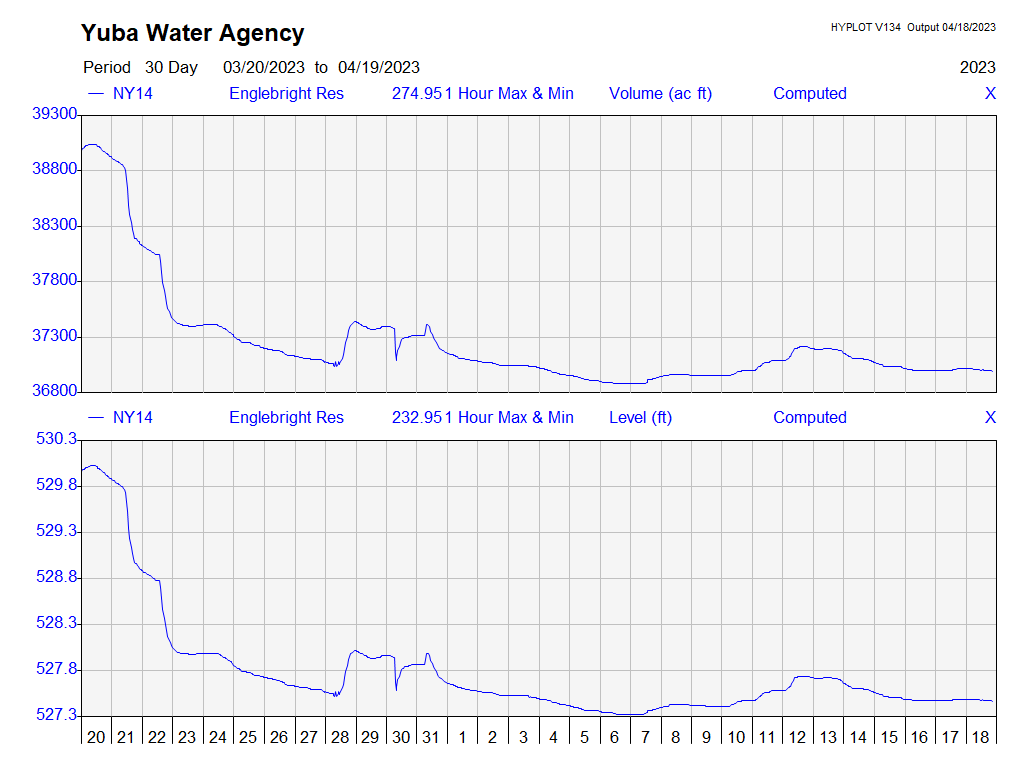 Yuba Water Agency
HYPLOT V134 Output 04/18/2023
Period 30 Day 03/20/2023 to 04/19/2023 2023
NY14 Englebright Res 274.95 1 Hour Max & Min Volume (ac ft) Computed X
39300
38800
38300
37800
37300
36800
NY14 Englebright Res 232.95 1 Hour Max & Min Level (ft) Computed X
530.3
529.8
529.3
528.8
528.3
527.8
527.3
20 21 22 23 24 25 26 27 28 29 30 31 1 2 3 4 5 6 7 8 9 10 11 12 13 14 15 16 17 18